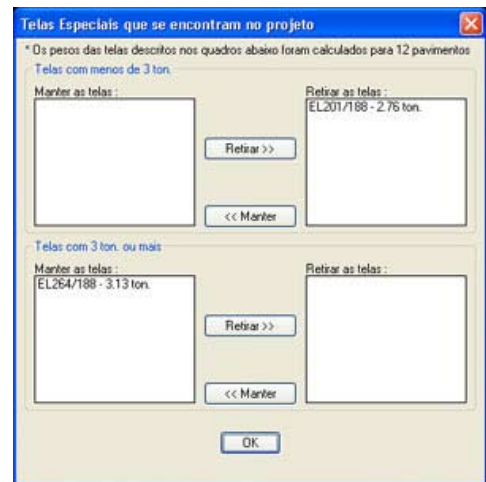 Telas Especiais que se encontram no projeto
* Os pesos das telas descritos nos quadros abaixo foram calculados para 12 pavimentos
Telas com menos de 3 ton.
Manter as telas :
Retirar as telas :
EL201/188 - 2.76 ton.
Retirar >>
<< Manter
Telas com 3 ton. ou mais
Manter as telas :
Retirar as telas :
EL264/188 - 3.13 ton.
Retirar >>
<< Manter
OK